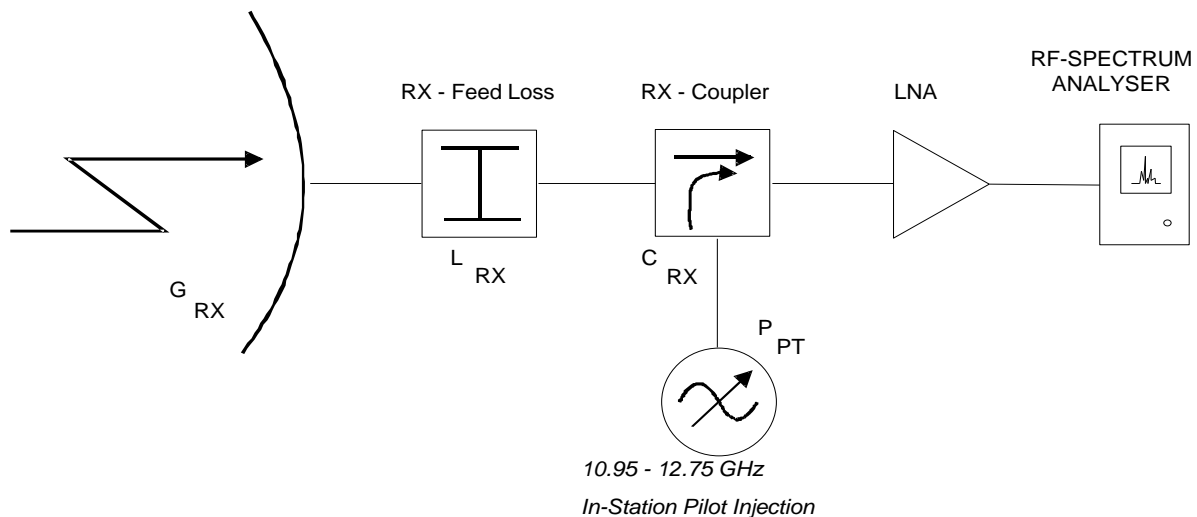 RF-SPECTRUM
ANALYSER
RX - Feed Loss
RX - Coupler
LNA
L RX
C RX
G RX
P PT
10.95 - 12.75 GHz
In-Station Pilot Injection